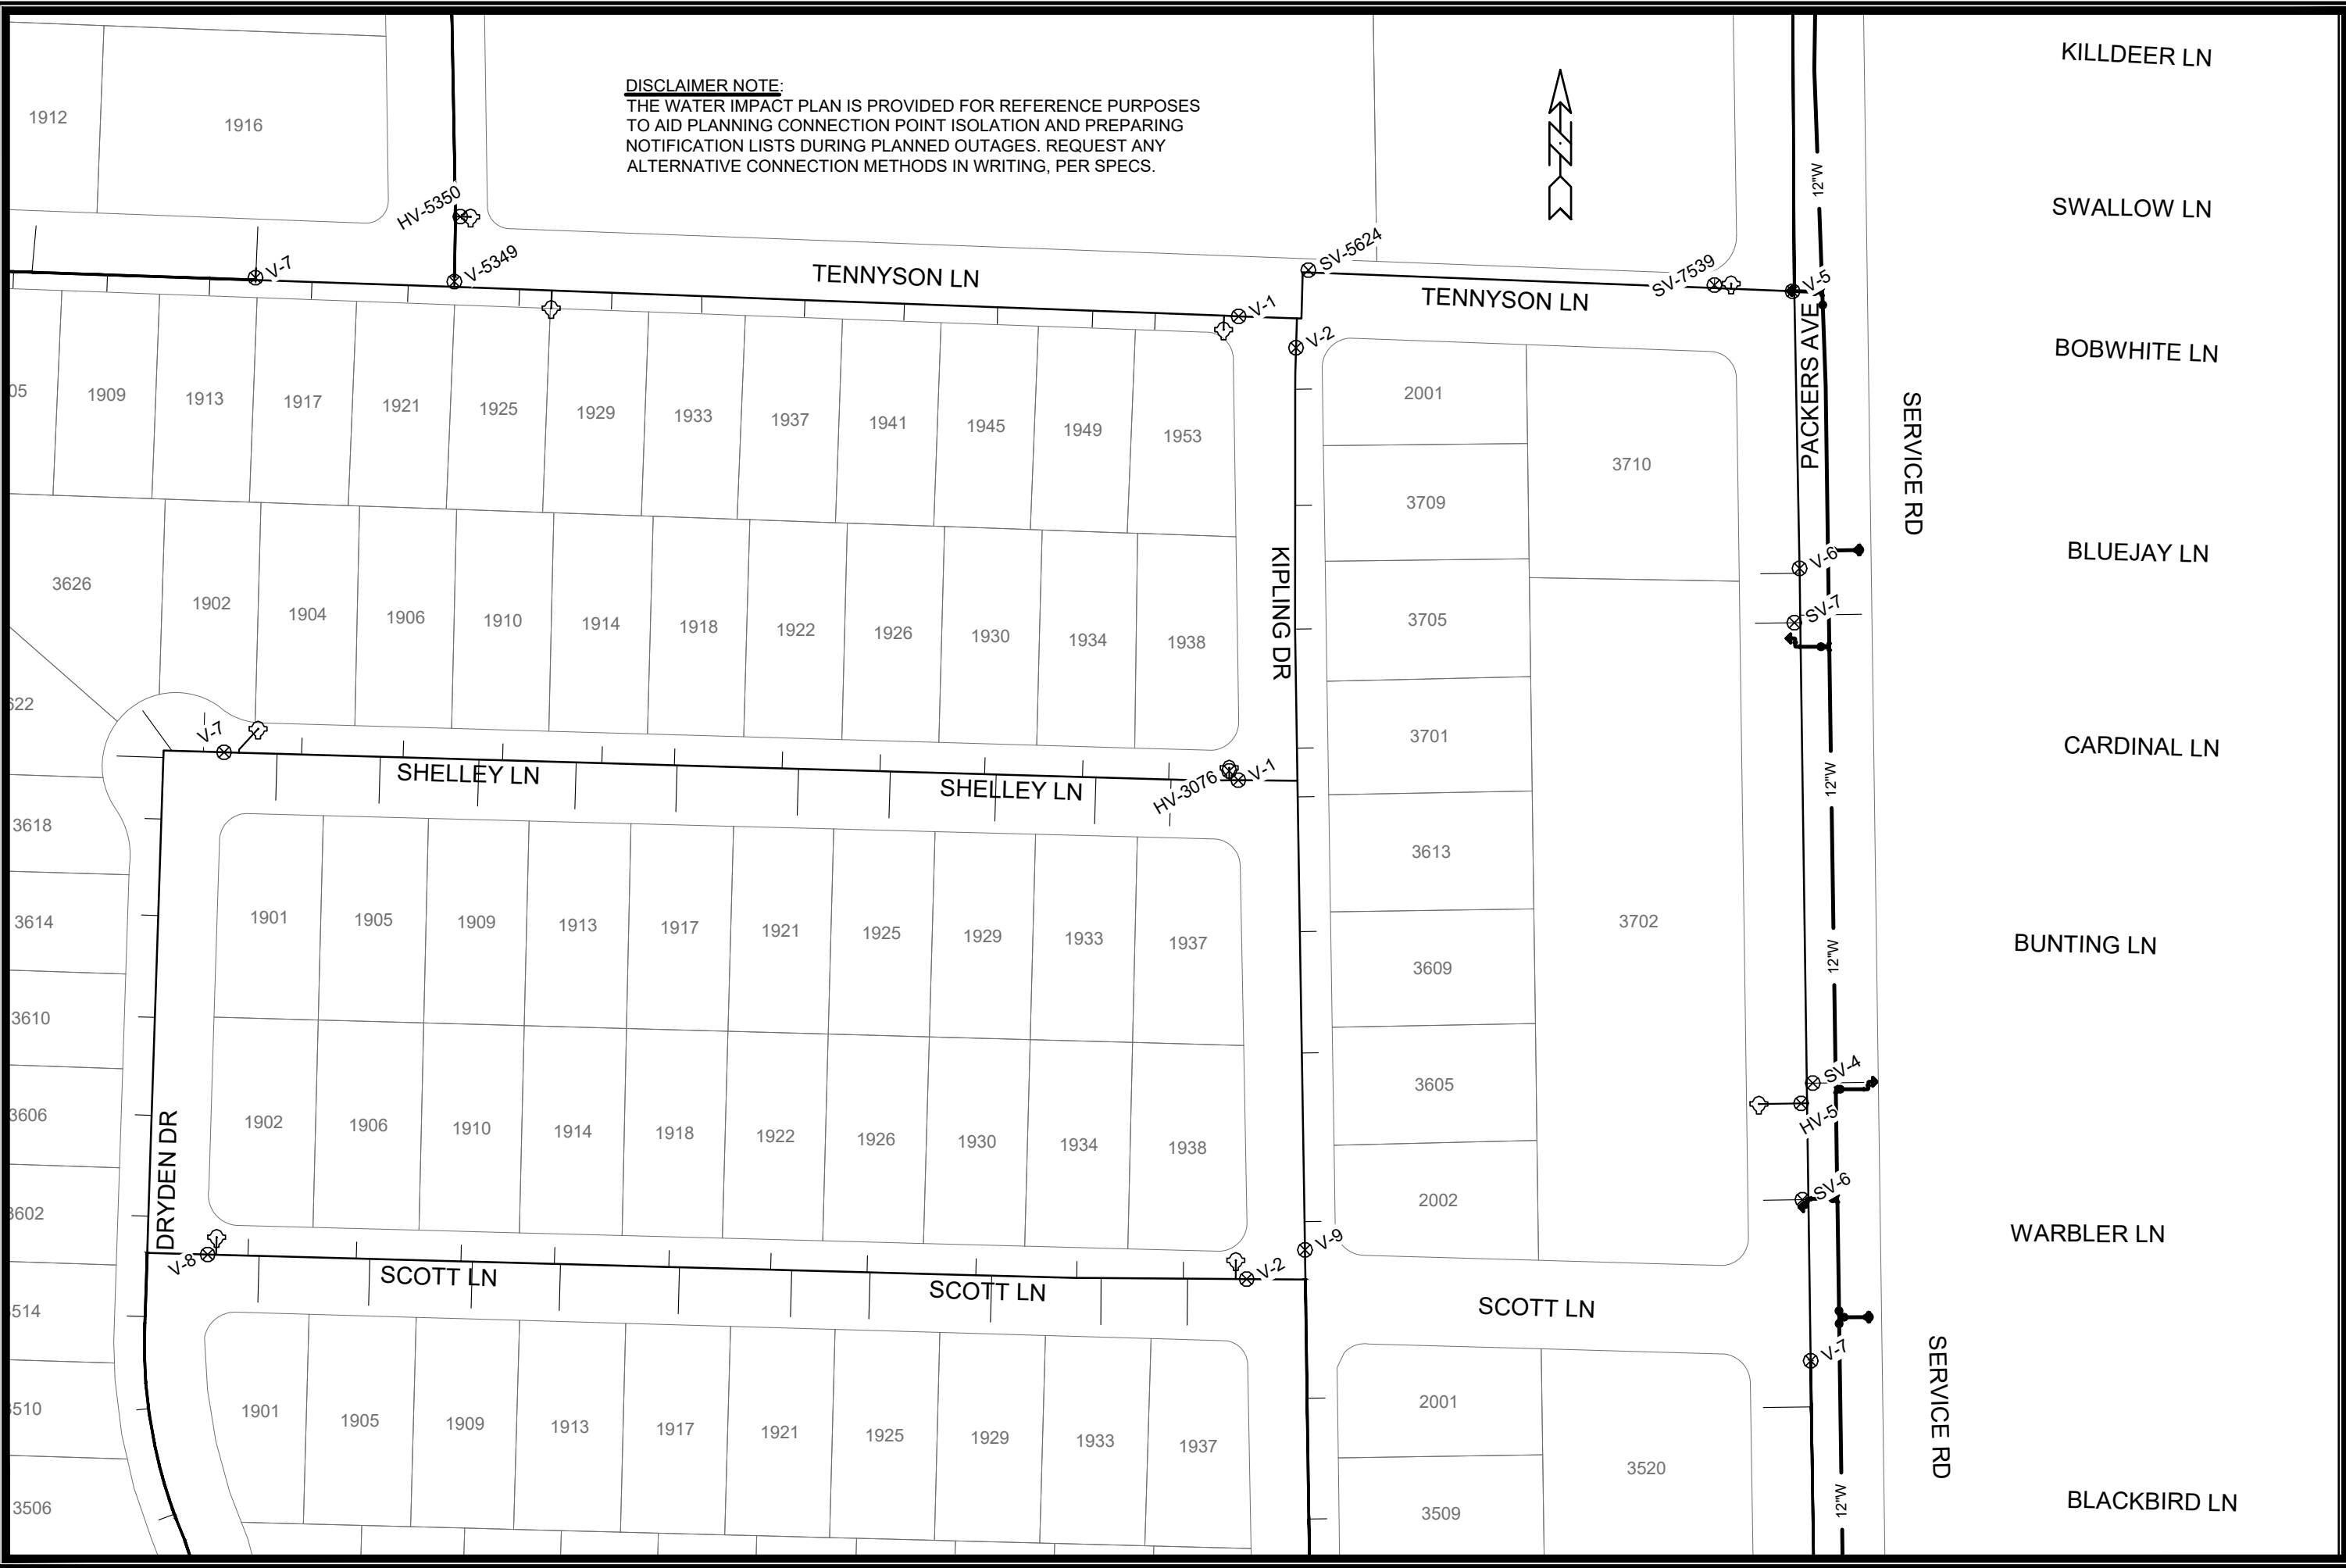 KILLDEER LN
DISCLAIMER NOTE:
THE WATER IMPACT PLAN IS PROVIDED FOR REFERENCE PURPOSES
TO AID PLANNING CONNECTION POINT ISOLATION AND PREPARING
NOTIFICATION LISTS DURING PLANNED OUTAGES. REQUEST ANY
ALTERNATIVE CONNECTION METHODS IN WRITING, PER SPECS.
1912
1916
N
12"W
HV-5350
SWALLOW LN
V-7
V-5349
TENNYSON LN
SV-5624
TENNYSON LN
SV-7539
V-5
V-1
V-2
PACKERS AVE
BOBWHITE LN
05
1909
1913
1917
1921
1925
1929
1933
1937
1941
1945
1949
1953
2001
3710
SERVICE RD
3709
KIPLING DR
V-6
BLUEJAY LN
3626
1902
1904
1906
1910
1914
1918
1922
1926
1930
1934
1938
3705
SV-7
622
V-7
3701
CARDINAL LN
SHELLEY LN
SHELLEY LN
HV-3076
V-1
12"W
3618
3613
3614
1901
1905
1909
1913
1917
1921
1925
1929
1933
1937
3702
12"W
BUNTING LN
3609
3610
3605
SV-4
HV-5
3606
1902
1906
1910
1914
1918
1922
1926
1930
1934
1938
DRYDEN DR
2002
SV-6
3602
WARBLER LN
V-8
V-9
V-2
SCOTT LN
SCOTT LN
SCOTT LN
3514
V-7
SERVICE RD
3510
1901
1905
1909
1913
1917
1921
1925
1929
1933
1937
2001
3520
12"W
BLACKBIRD LN
3506
3509